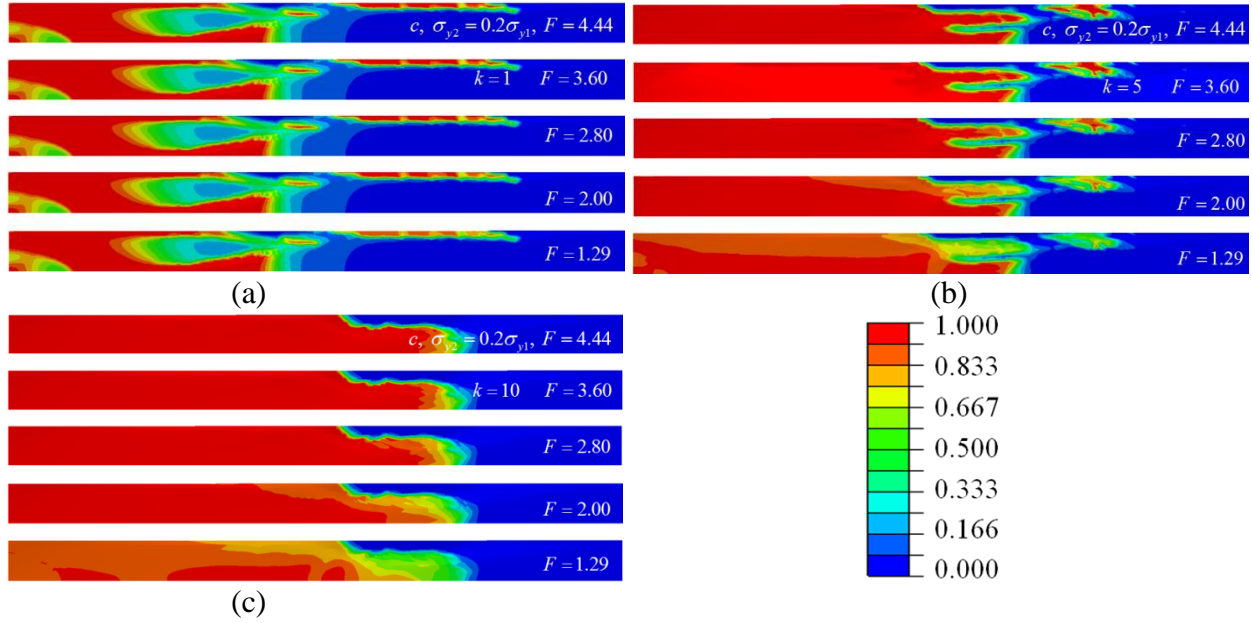 c, σy2 = 0.2σy1, F = 4.44
k = 1 F = 3.60
F = 2.80
F = 2.00
F = 1.29
(a)
c, σy2 = 0.2σy1, F = 4.44
k = 5 F = 3.60
F = 2.80
F = 2.00
F = 1.29
(b)
c, σy2 = 0.2σy1, F = 4.44
k = 10 F = 3.60
F = 2.80
F = 2.00
F = 1.29
(c)
1.000
0.833
0.667
0.500
0.333
0.166
0.000